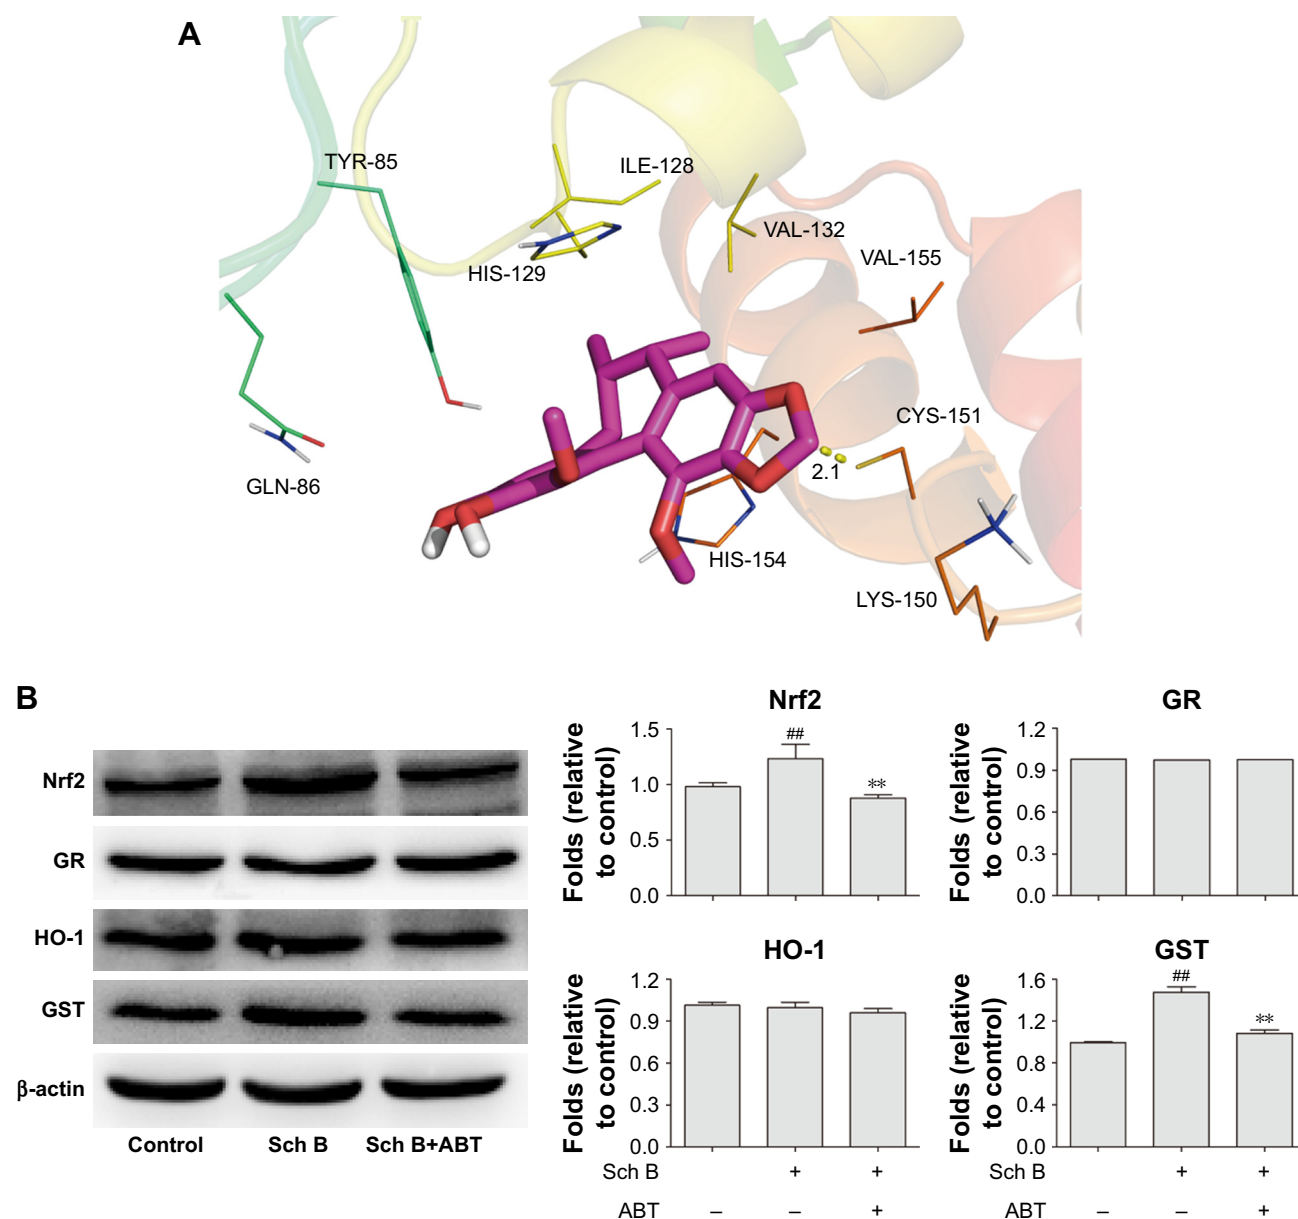 A
TYR-85
ILE-128
VAL-132
HIS-129
VAL-155
CYS-151
2.1
GLN-86
HIS-154
LYS-150
B
Nrf2
GR
HO-1
GST
β-actin
Control Sch B Sch B+ABT
Nrf2
Folds (relative
to control)
1.5
1.0
0.5
0.0
##
**
GR
Folds (relative
to control)
1.2
0.9
0.6
0.3
0.0
HO-1
Folds (relative
to control)
1.2
0.9
0.6
0.3
0.0
Sch B – + +
ABT – – +
GST
Folds (relative
to control)
1.6
1.2
0.8
0.4
0.0
##
**
Sch B – + +
ABT – – +